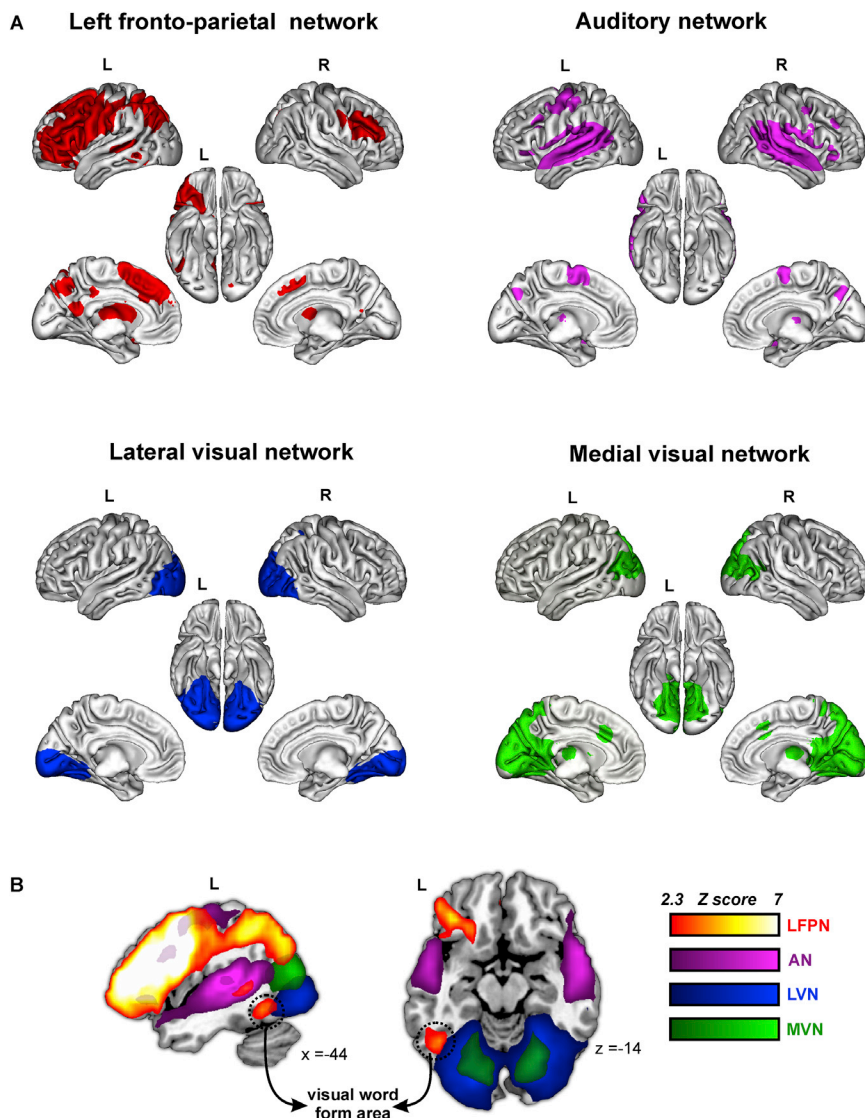 A
Left fronto-parietal network
Auditory network
L
R
L
L
R
L
Lateral visual network
Medial visual network
L
R
L
L
R
L
B
L
L
2.3 Z score 7
LFPN
AN
LVN
MVN
x =-44
z =-14
visual word
form area